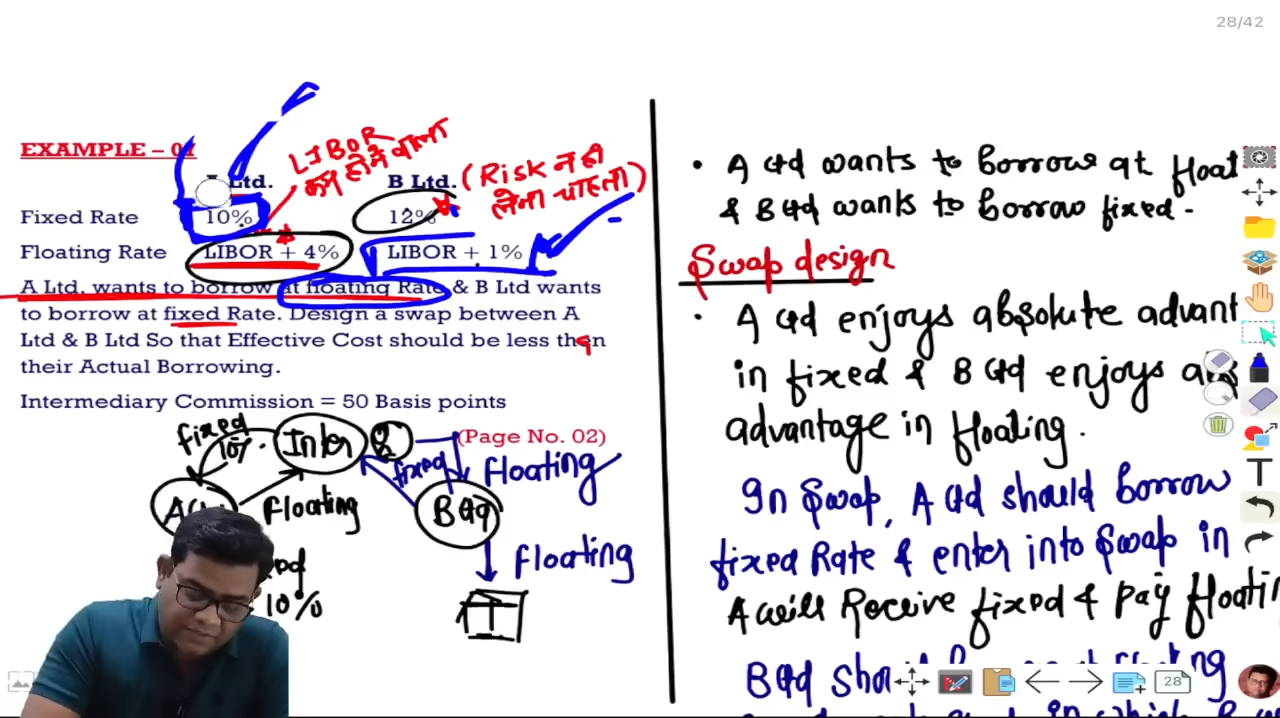 28/42
EXAMPLE – 01
Ltd. B Ltd.
LIBOR
(Risk नही
लेना चाहता)
Fixed Rate 10% 12%
Floating Rate LIBOR + 4% LIBOR + 1%
A Ltd. wants to borrow at floating Rate & B Ltd wants
to borrow at fixed Rate. Design a swap between A
Ltd & B Ltd So that Effective Cost should be less then
their Actual Borrowing.
Intermediary Commission = 50 Basis points
(Page No. 02)
fixed
10%.
Inter
fixed
Floating
Floating
B Ltd
Floating
10%
• A Ltd wants to Borrow at float
& B Ltd wants to borrow fixed.
Swap design
• A Ltd enjoys absolute advant
in fixed & B Ltd enjoys
advantage in floating.
In Swap, A Ltd should Borrow
fixed Rate & enter into Swap in
A will Receive fixed & pay floatin
B Ltd
28